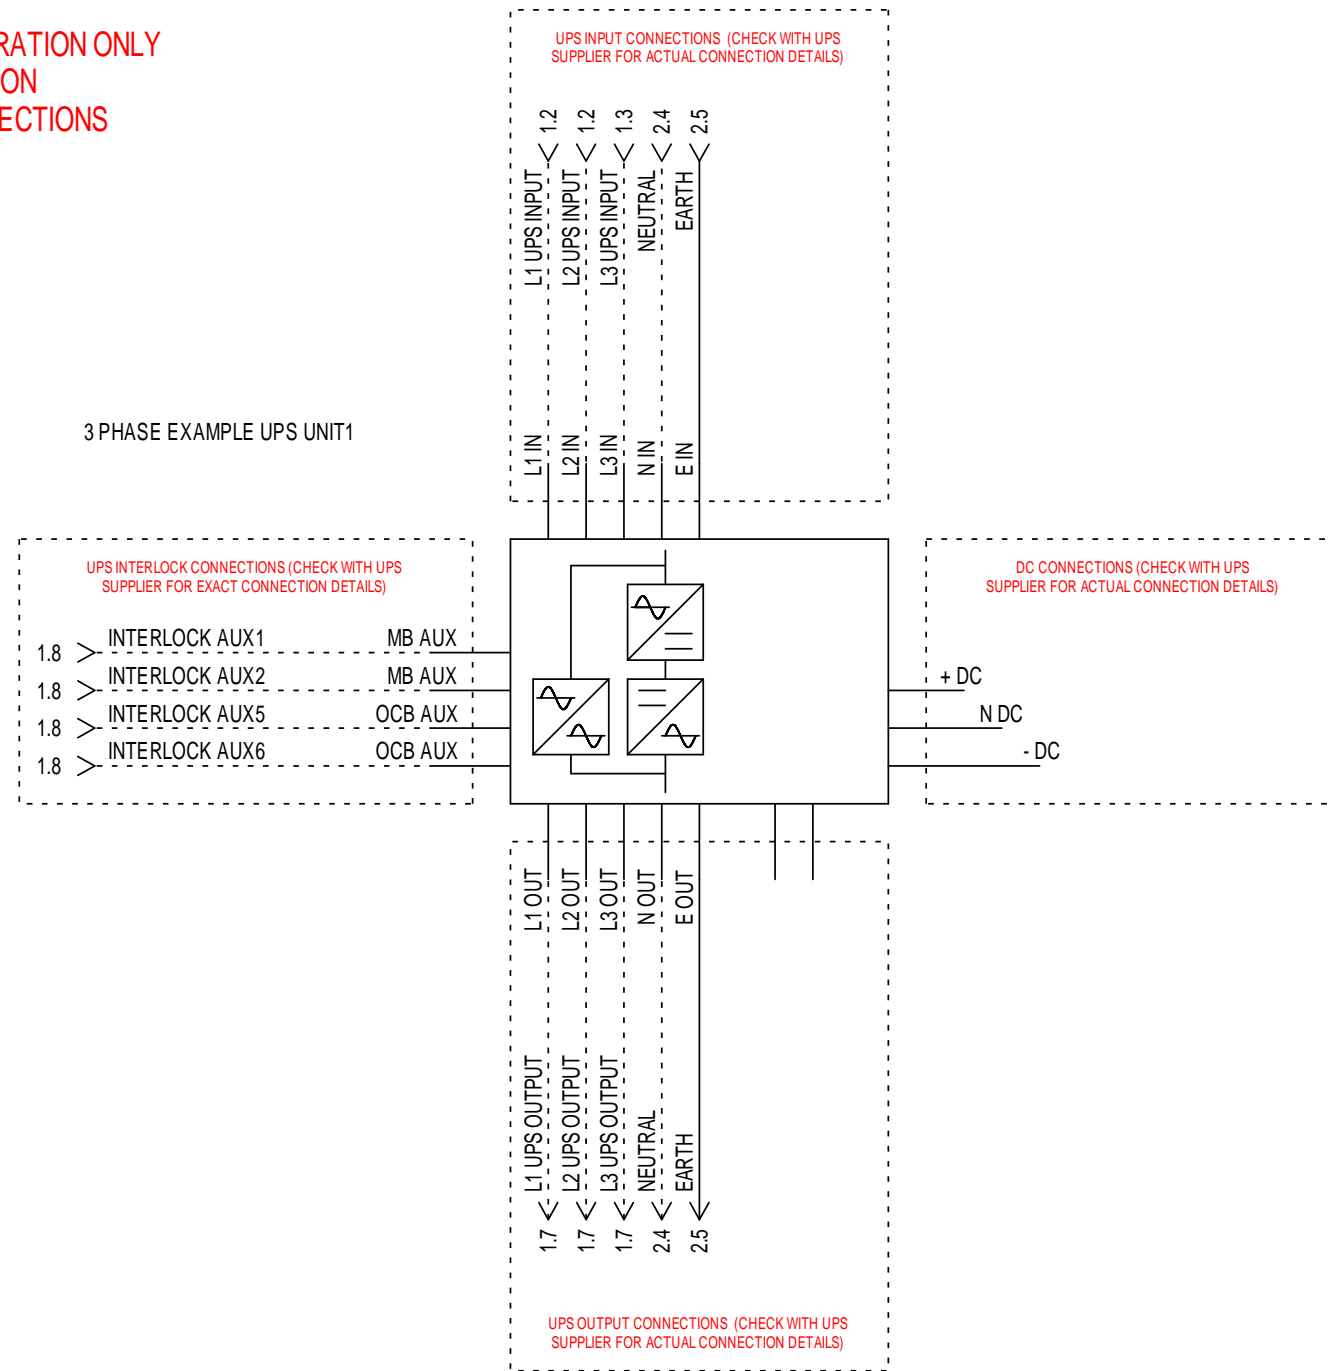 RATION ONLY
ON
ECTIONS
UPS INPUT CONNECTIONS (CHECK WITH UPS
SUPPLIER FOR ACTUAL CONNECTION DETAILS)
1.2
1.2
1.3
2.4
2.5
L1 UPS INPUT
L2 UPS INPUT
L3 UPS INPUT
NEUTRAL
EARTH
3 PHASE EXAMPLE UPS UNIT1
L1 IN
L2 IN
L3 IN
N IN
E IN
UPS INTERLOCK CONNECTIONS (CHECK WITH UPS
SUPPLIER FOR EXACT CONNECTION DETAILS)
1.8 INTERLOCK AUX1 MB AUX
1.8 INTERLOCK AUX2 MB AUX
1.8 INTERLOCK AUX5 OCB AUX
1.8 INTERLOCK AUX6 OCB AUX
DC CONNECTIONS (CHECK WITH UPS
SUPPLIER FOR ACTUAL CONNECTION DETAILS)
+ DC
N DC
- DC
L1 OUT
L2 OUT
L3 OUT
N OUT
E OUT
L1 UPS OUTPUT
L2 UPS OUTPUT
L3 UPS OUTPUT
NEUTRAL
EARTH
1.7
1.7
1.7
2.4
2.5
UPS OUTPUT CONNECTIONS (CHECK WITH UPS
SUPPLIER FOR ACTUAL CONNECTION DETAILS)